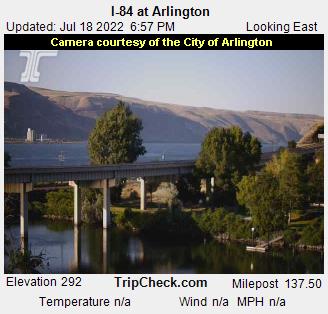 I-84 at Arlington
Updated: Jul 18 2022 6:57 PM Looking East
Camera courtesy of the City of Arlington
Elevation 292 TripCheck.com Milepost 137.50
Temperature n/a Wind n/a MPH n/a